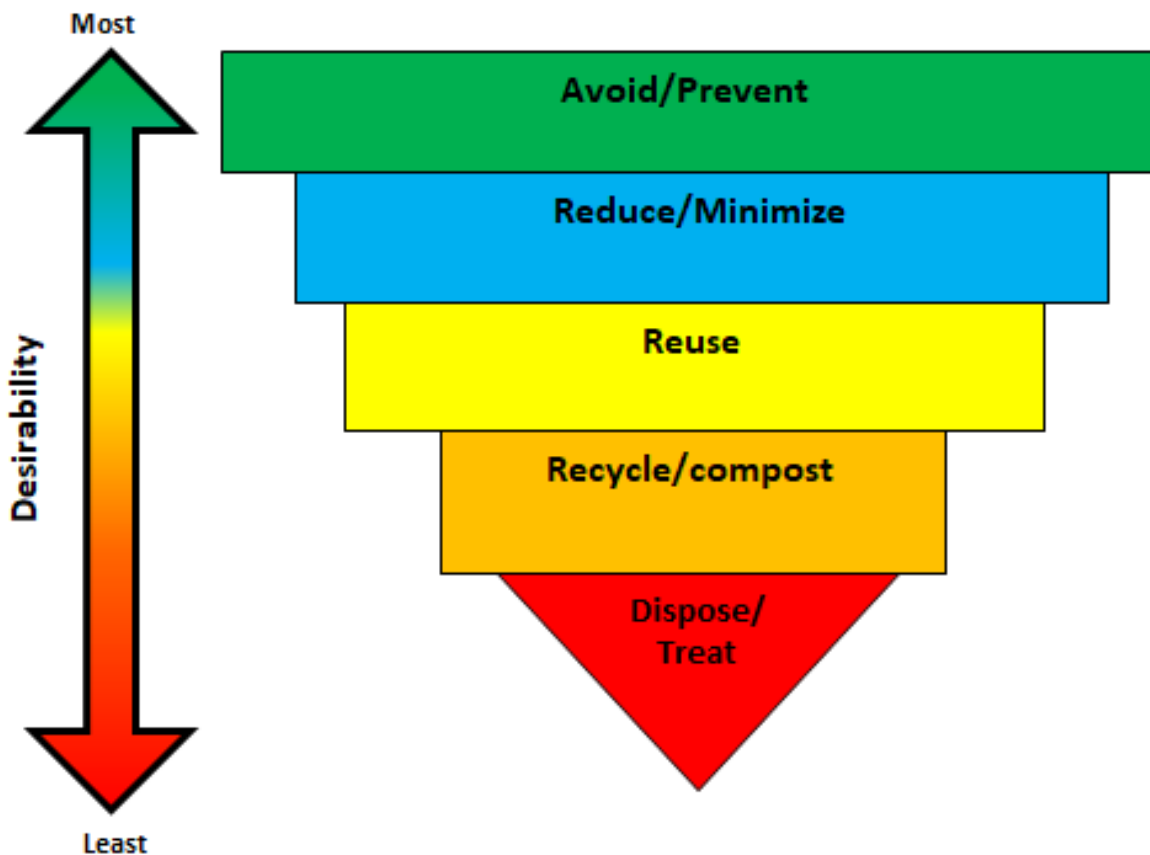 Most
Avoid/Prevent
Reduce/Minimize
Reuse
Recycle/compost
Dispose/
Treat
Desirability
Least